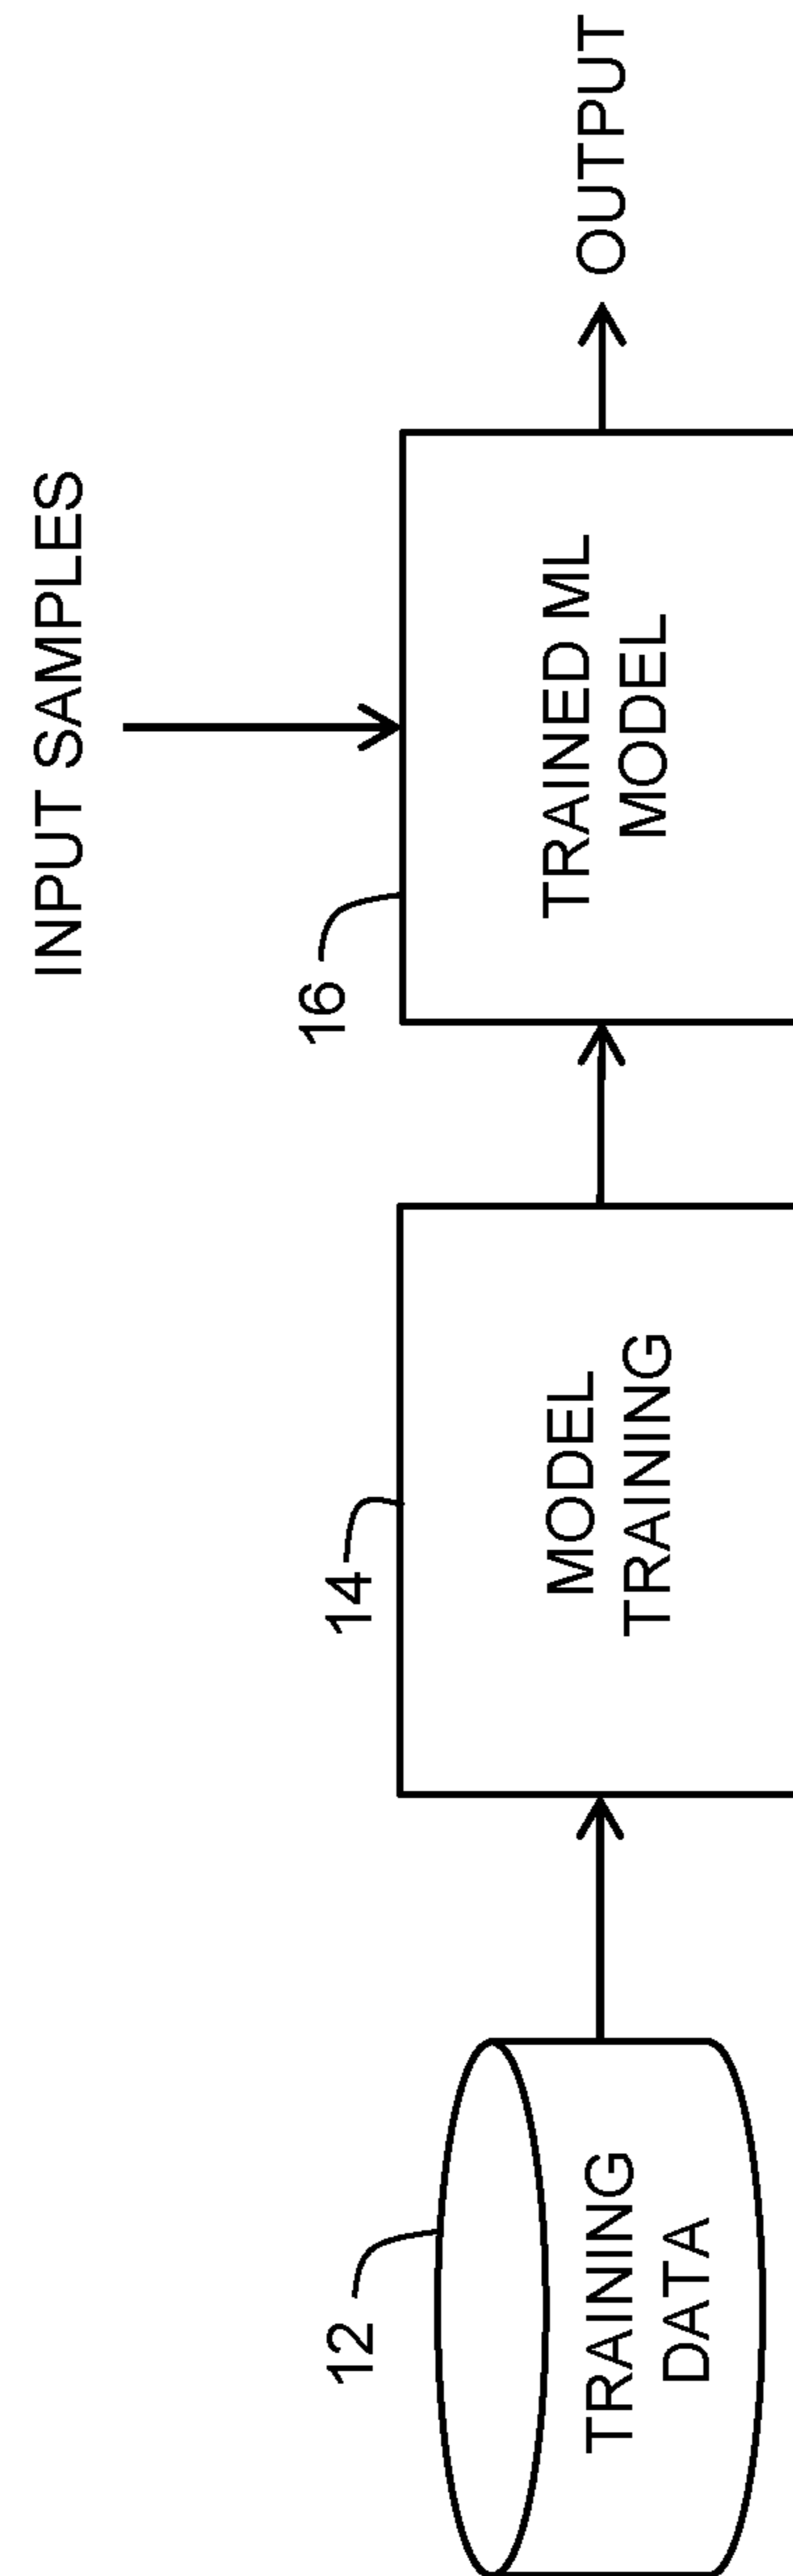 INPUT SAMPLES
12
14
16
TRAINING
DATA
MODEL
TRAINING
TRAINED ML
MODEL
OUTPUT